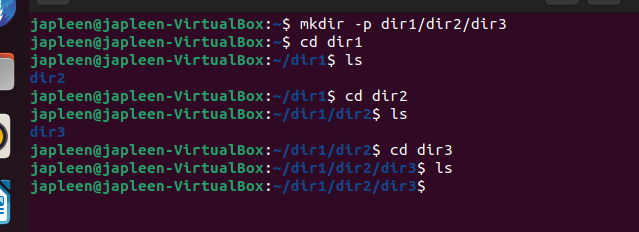 japleen@japleen-VirtualBox:~$ mkdir -p dir1/dir2/dir3
japleen@japleen-VirtualBox:~$ cd dir1
japleen@japleen-VirtualBox:~/dir1$ ls
dir2
japleen@japleen-VirtualBox:~/dir1$ cd dir2
japleen@japleen-VirtualBox:~/dir1/dir2$ ls
dir3
japleen@japleen-VirtualBox:~/dir1/dir2$ cd dir3
japleen@japleen-VirtualBox:~/dir1/dir2/dir3$ ls
japleen@japleen-VirtualBox:~/dir1/dir2/dir3$